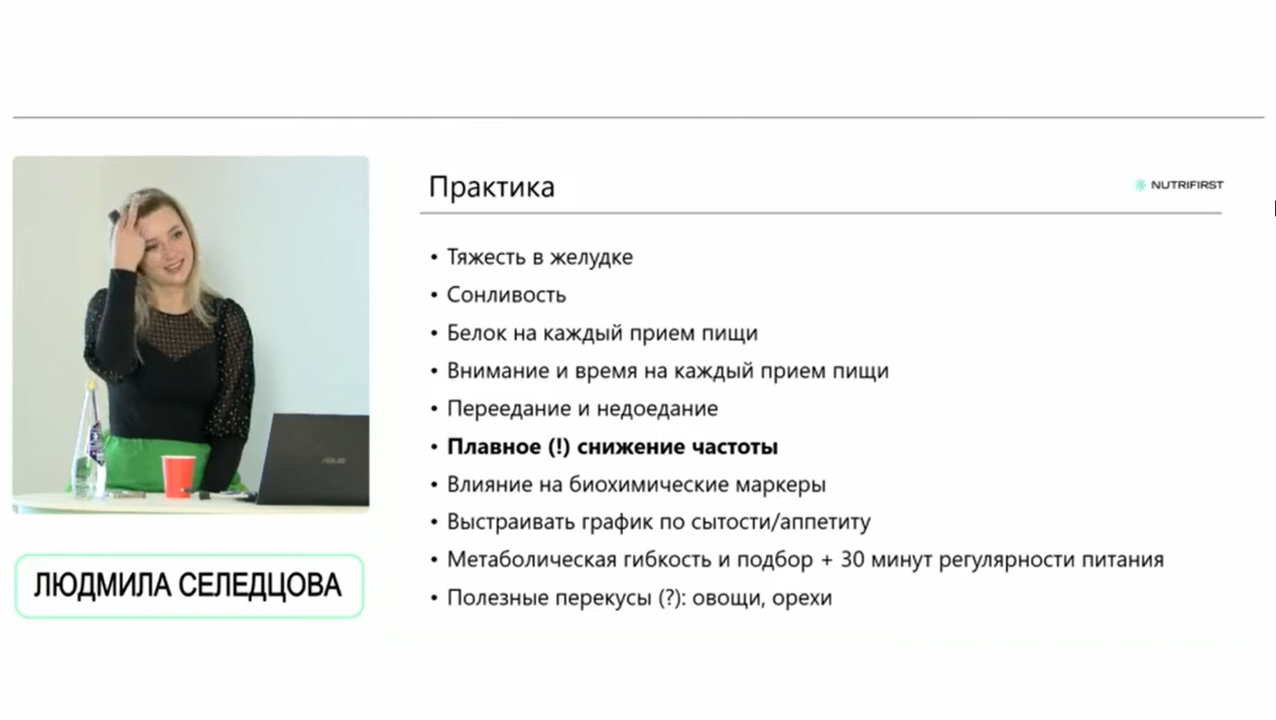 Практика
NUTRIFIRST
• Тяжесть в желудке
• Сонливость
• Белок на каждый прием пищи
• Внимание и время на каждый прием пищи
• Переедание и недоедание
• Плавное (!) снижение частоты
• Влияние на биохимические маркеры
• Выстраивать график по сытости/аппетиту
• Метаболическая гибкость и подбор + 30 минут регулярности питания
• Полезные перекусы (?): овощи, орехи
ASUS
ЛЮДМИЛА СЕЛЕДЦОВА